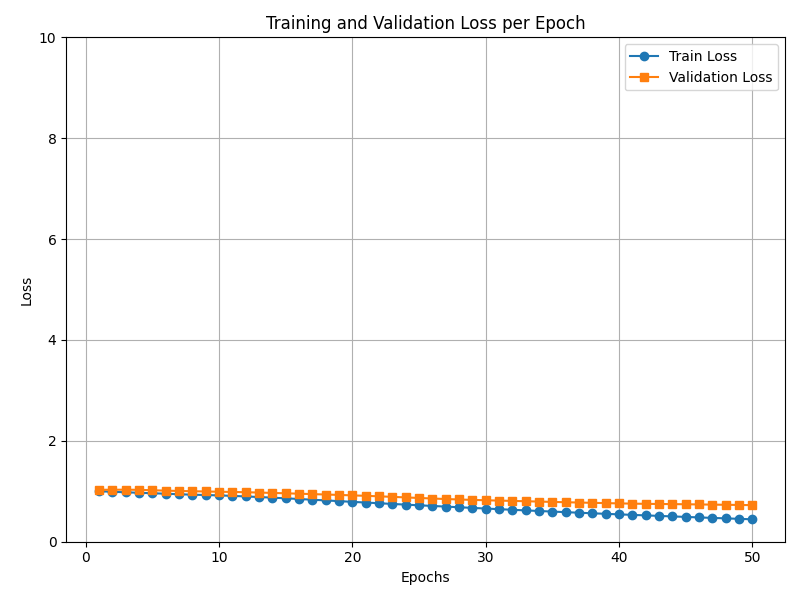 Training and Validation Loss per Epoch
Train Loss
Validation Loss
Loss
10
8
6
4
2
0
0 10 20 30 40 50
Epochs